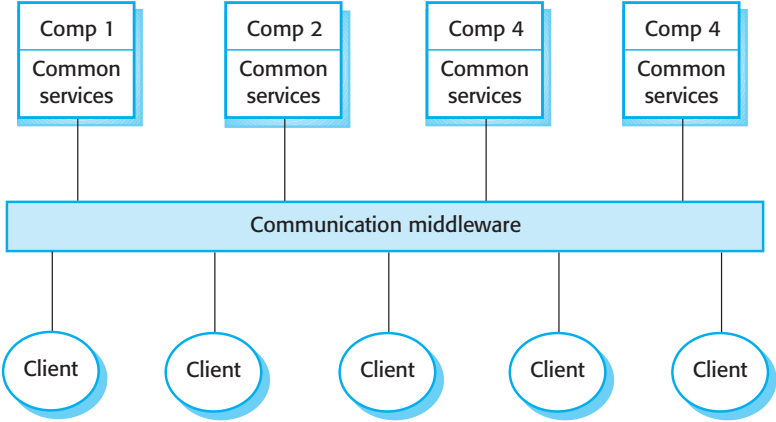 Comp 1
Common
services
Comp 2
Common
services
Comp 4
Common
services
Comp 4
Common
services
Communication middleware
Client
Client
Client
Client
Client